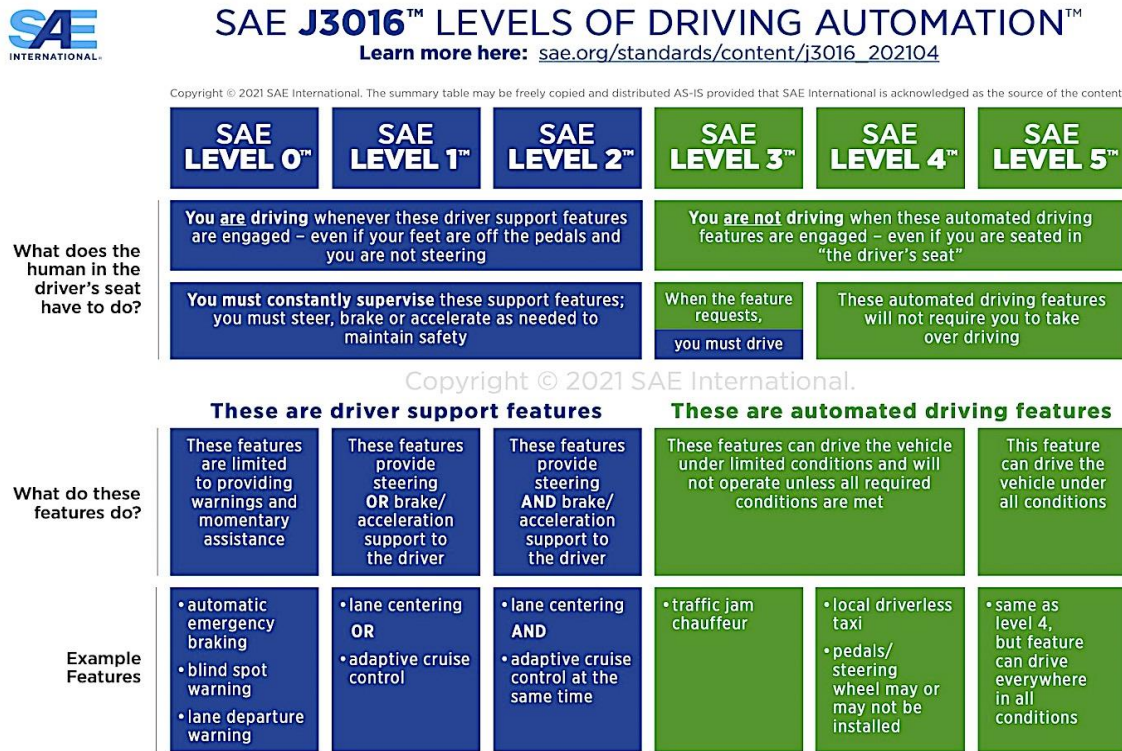 SAE
INTERNATIONAL®
SAE J3016™ LEVELS OF DRIVING AUTOMATION™
Learn more here: sae.org/standards/content/j3016_202104
Copyright © 2021 SAE International. The summary table may be freely copied and distributed AS-IS provided that SAE International is acknowledged as the source of the content
SAE
LEVEL 0™
SAE
LEVEL 1™
SAE
LEVEL 2™
SAE
LEVEL 3™
SAE
LEVEL 4™
SAE
LEVEL 5™
What does the
human in the
driver's seat
have to do?
You are driving whenever these driver support features
are engaged – even if your feet are off the pedals and
you are not steering
You are not driving when these automated driving
features are engaged – even if you are seated in
“the driver's seat”
You must constantly supervise these support features;
you must steer, brake or accelerate as needed to
maintain safety
When the feature
requests,
you must drive
These automated driving features
will not require you to take
over driving
Copyright © 2021 SAE International.
These are driver support features
These are automated driving features
What do these
features do?
These features
are limited
to providing
warnings and
momentary
assistance
These features
provide
steering
OR brake/
acceleration
support to
the driver
These features
provide
steering
AND brake/
acceleration
support to
the driver
These features can drive the vehicle
under limited conditions and will
not operate unless all required
conditions are met
This feature
can drive the
vehicle under
all conditions
Example
Features
• automatic
emergency
braking
• blind spot
warning
• lane departure
warning
• lane centering
OR
• adaptive cruise
control
• lane centering
AND
• adaptive cruise
control at the
same time
• traffic jam
chauffeur
• local driverless
taxi
• pedals/
steering
wheel may or
may not be
installed
• same as
level 4,
but feature
can drive
everywhere
in all
conditions